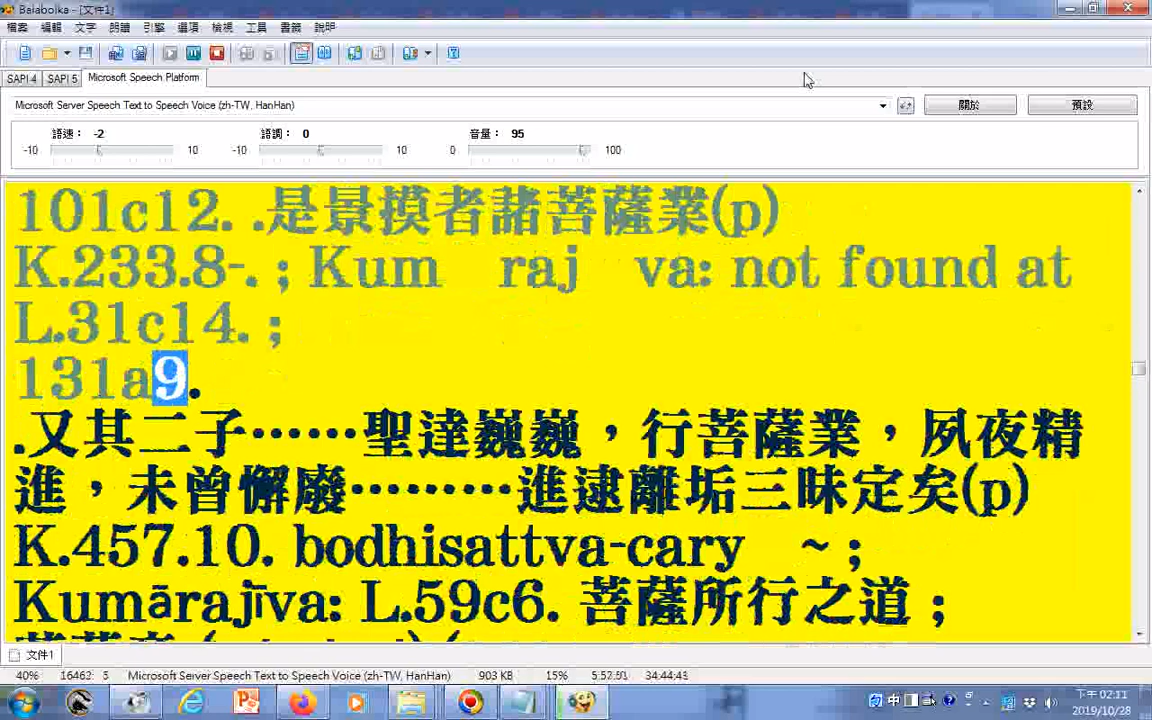 Balabolka - [文件1]
檔案 編輯 文字 朗讀 引擎 選項 檢視 工具 書籤 說明
SAPI 4 SAPI 5 Microsoft Speech Platform
Microsoft Server Speech Text to Speech Voice (zh-TW, HanHan) 關於 預設
語速： -2 語調： 0 音量： 95
-10 10 -10 10 0 100
101c12. .是景摸者諸菩薩業(p)
K.233.8-. ; Kum raj va: not found at
L.31c14. ;
131a9.
.又其二子⋯⋯聖達巍巍，行菩薩業，夙夜精
進，未曾懈廢⋯⋯⋯進逮離垢三昧定矣(p)
K.457.10. bodhisattva-cary ~ ;
Kumārajīva: L.59c6. 菩薩所行之道 ;
文件1
40% 16462: 5 Microsoft Server Speech Text to Speech Voice (zh-TW, HanHan) 903 KB 15% 5:52:51 34:44:43
中 下午 02:11
2019/10/28